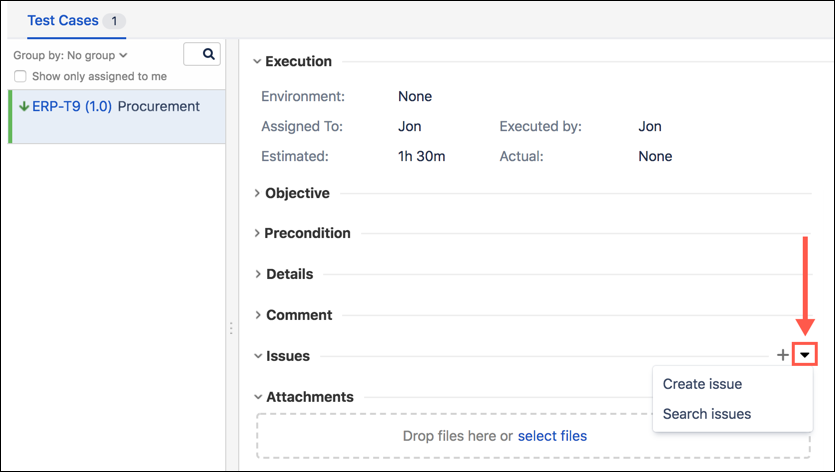 Test Cases 1
Group by: No group
Show only assigned to me
ERP-T9 (1.0) Procurement
Execution
Environment: None
Assigned To: Jon Executed by: Jon
Estimated: 1h 30m Actual: None
Objective
Precondition
Details
Comment
Issues
Create issue
Search issues
Attachments
Drop files here or select files